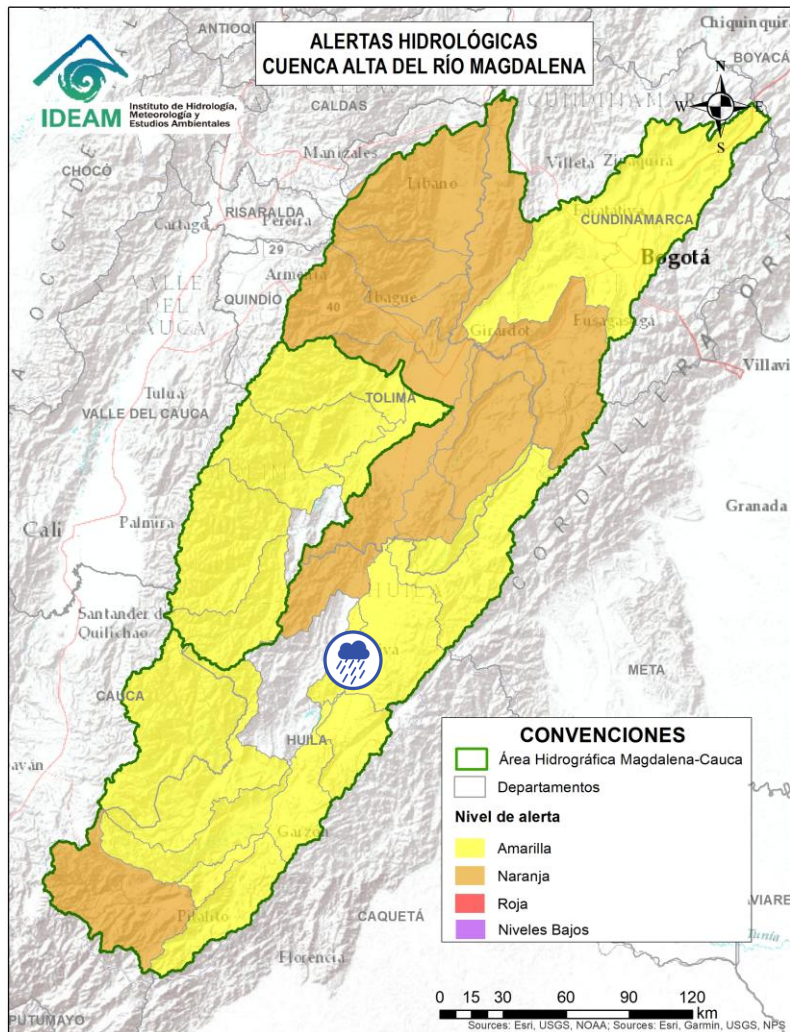 ALERTAS HIDROLÓGICAS
CUENCA ALTA DEL RÍO MAGDALENA
IDEAM
Instituto de Hidrología,
Meteorología y
Estudios Ambientales
Chiquinquirá
BOYACÁ
CALDAS
N
W
E
S
Manizales
Líbano
Villeta
CHOCÓ
RISARALDA
Pereira
Cartago
CUNDINAMARCA
29
Armenia
Bogotá
QUINDÍO
40
Ibagué
Girardot
Fusagasugá
VALLE
DEL
CAUCA
Tuluá
TOLIMA
VALLE DEL CAUCA
Cali
Palmira
Granada
CORDILLERA
HUILA
Santander de
Quilichao
CAUCA
META
HUILA
Garzón
Pitalito
CAQUETÁ
Florencia
Tunía
PUTUMAYO
CONVENCIONES
Área Hidrográfica Magdalena-Cauca
Departamentos
Nivel de alerta
Amarilla
Naranja
Roja
Niveles Bajos
0 15 30 60 90 120
km
Sources: Esri, USGS, NOAA; Sources: Esri, Garmin, USGS, NPS